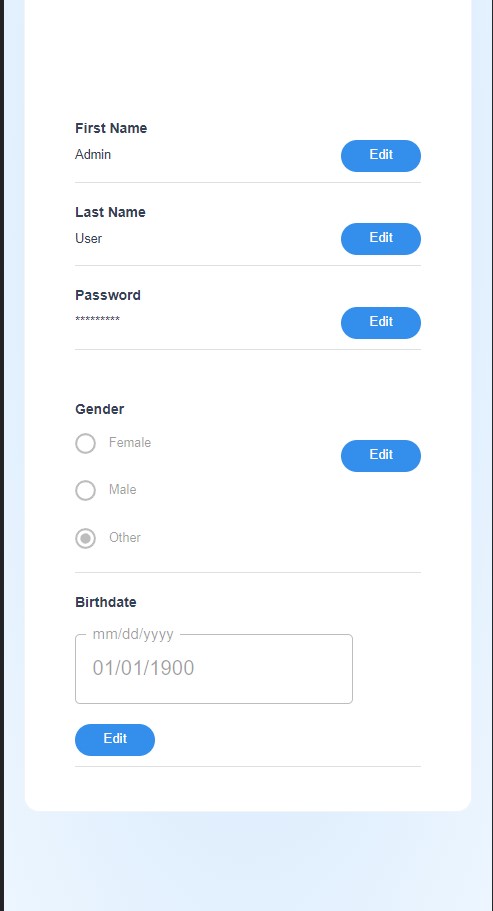 First Name
Admin
Edit
Last Name
User
Edit
Password
*********
Edit
Gender
Female
Edit
Male
Other
Birthdate
mm/dd/yyyy
01/01/1900
Edit